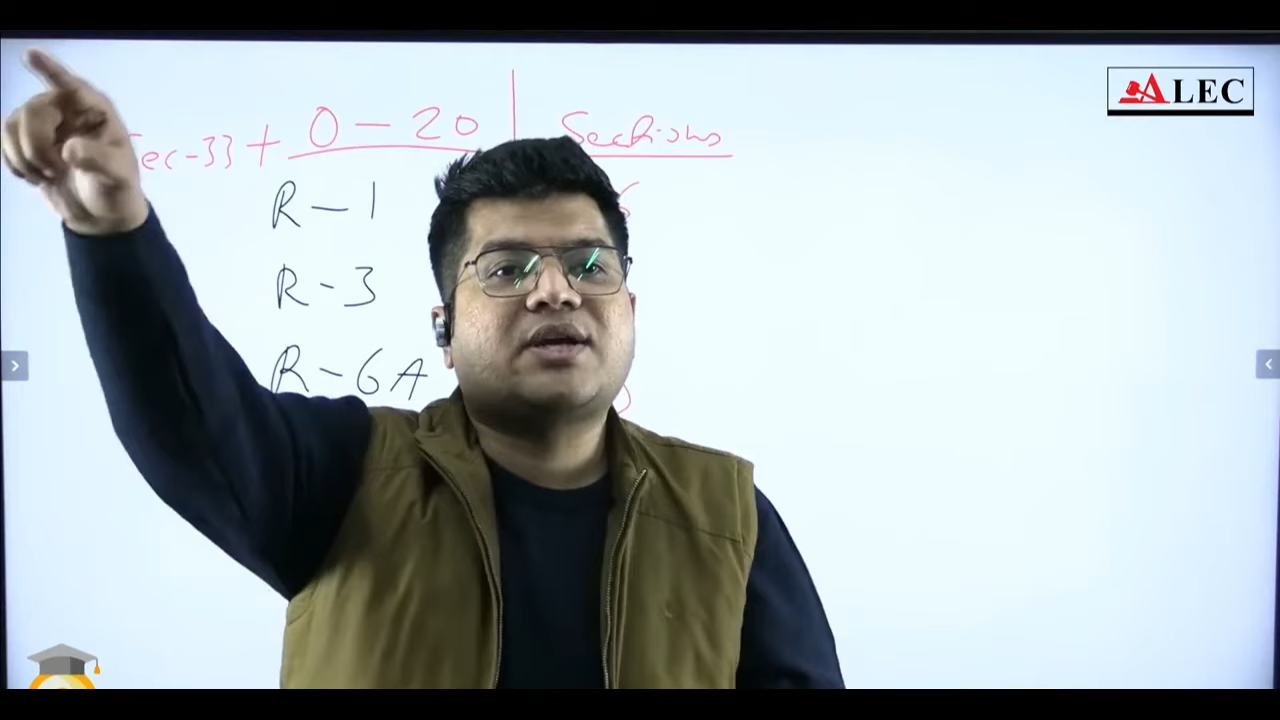 ALEC
ec-33 + O - 20 | Sections
R - 1
R - 3
R - 6A